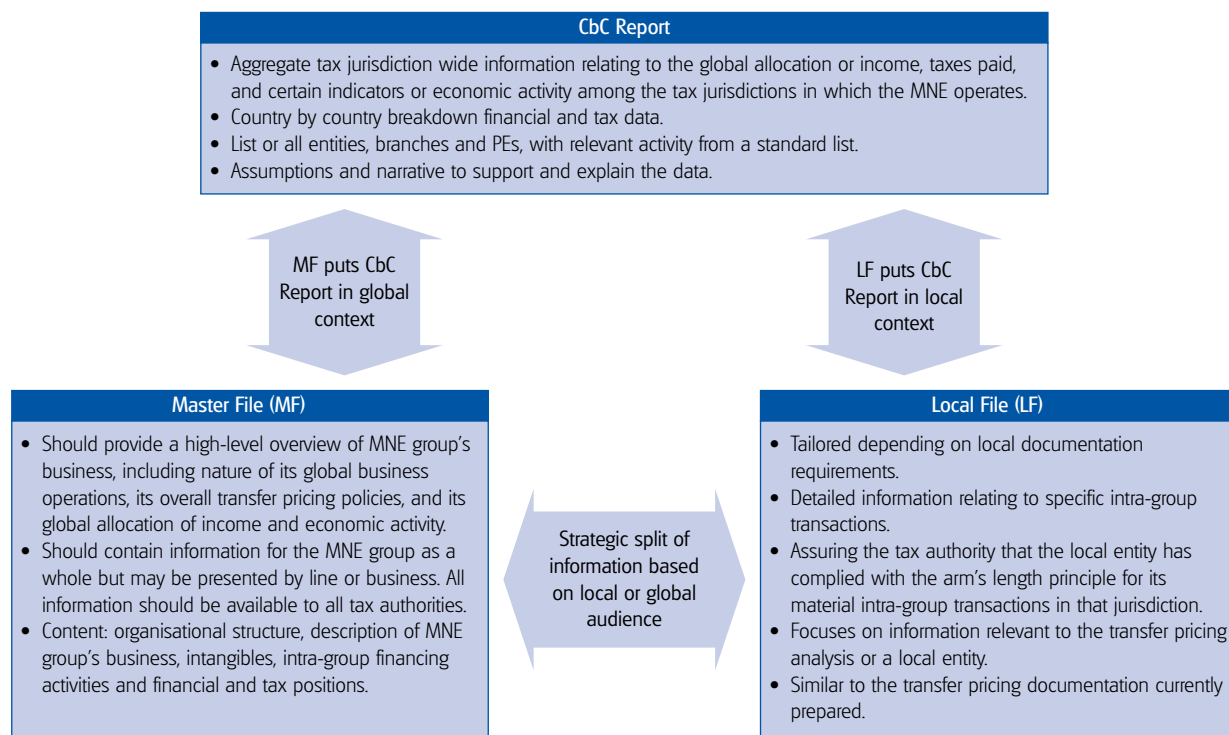 CbC Report
• Aggregate tax jurisdiction wide information relating to the global allocation or income, taxes paid,
and certain indicators or economic activity among the tax jurisdictions in which the MNE operates.
• Country by country breakdown financial and tax data.
• List or all entities, branches and PEs, with relevant activity from a standard list.
• Assumptions and narrative to support and explain the data.
MF puts CbC
Report in global
context
LF puts CbC
Report in local
context
Master File (MF)
• Should provide a high-level overview of MNE group's
business, including nature of its global business
operations, its overall transfer pricing policies, and its
global allocation of income and economic activity.
• Should contain information for the MNE group as a
whole but may be presented by line or business. All
information should be available to all tax authorities.
• Content: organisational structure, description of MNE
group's business, intangibles, intra-group financing
activities and financial and tax positions.
Strategic split of
information based
on local or global
audience
Local File (LF)
• Tailored depending on local documentation
requirements.
• Detailed information relating to specific intra-group
transactions.
• Assuring the tax authority that the local entity has
complied with the arm's length principle for its
material intra-group transactions in that jurisdiction.
• Focuses on information relevant to the transfer pricing
analysis or a local entity.
• Similar to the transfer pricing documentation currently
prepared.